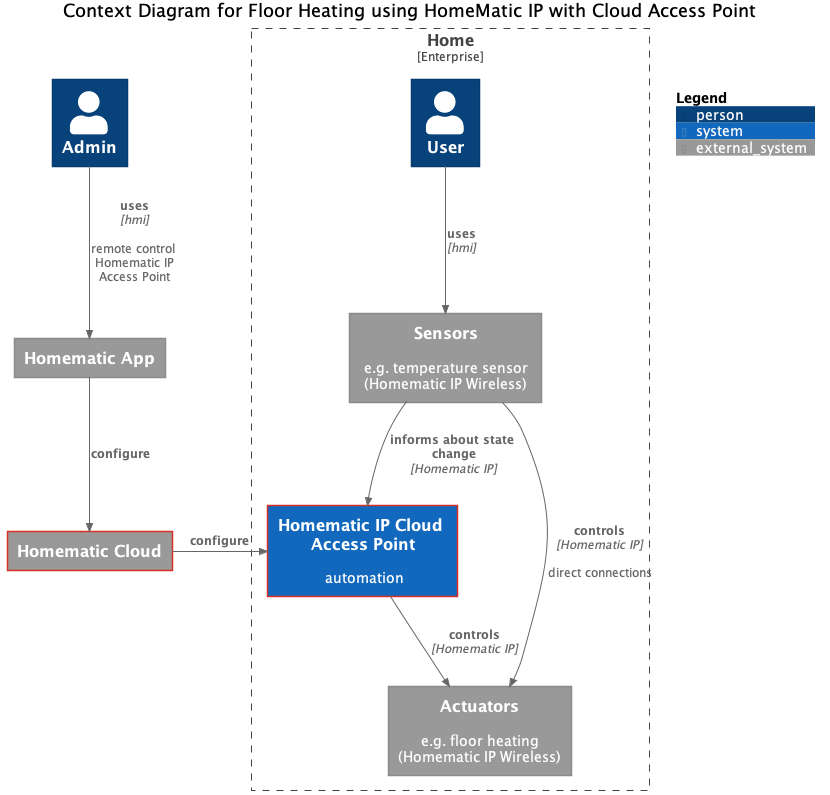 Context Diagram for Floor Heating using HomeMatic IP with Cloud Access Point
Home
[Enterprise]
Legend
person
system
external_system
Admin
User
uses
[hmi]
remote control
Homematic IP
Access Point
uses
[hmi]
Homematic App
Sensors
e.g. temperature sensor
(Homematic IP Wireless)
configure
informs about state
change
[Homematic IP]
Homematic Cloud
configure
Homematic IP Cloud
Access Point
automation
controls
[Homematic IP]
direct connections
controls
[Homematic IP]
Actuators
e.g. floor heating
(Homematic IP Wireless)